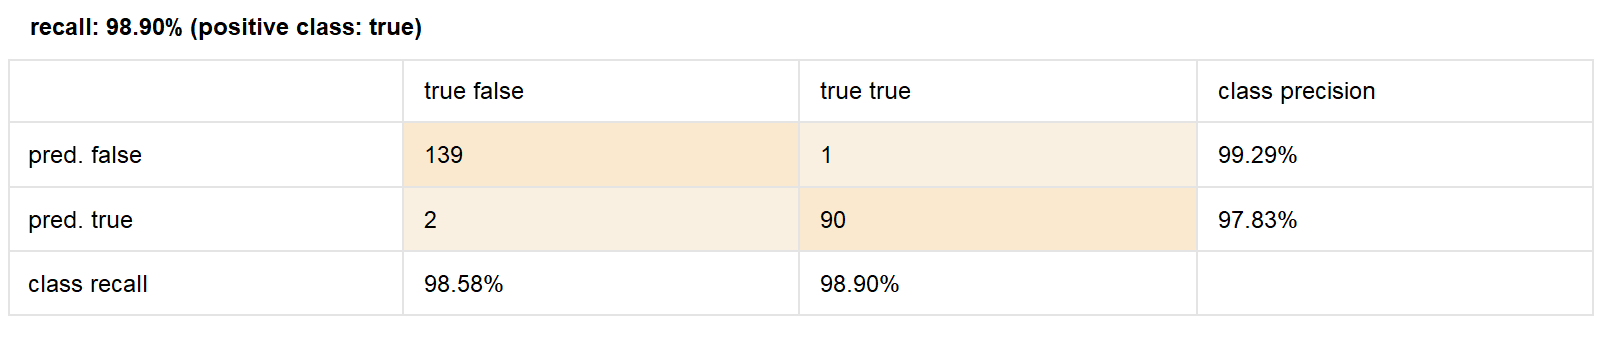 recall: 98.90% (positive class: true)
true false true true class precision
pred. false 139 1 99.29%
pred. true 2 90 97.83%
class recall 98.58% 98.90%